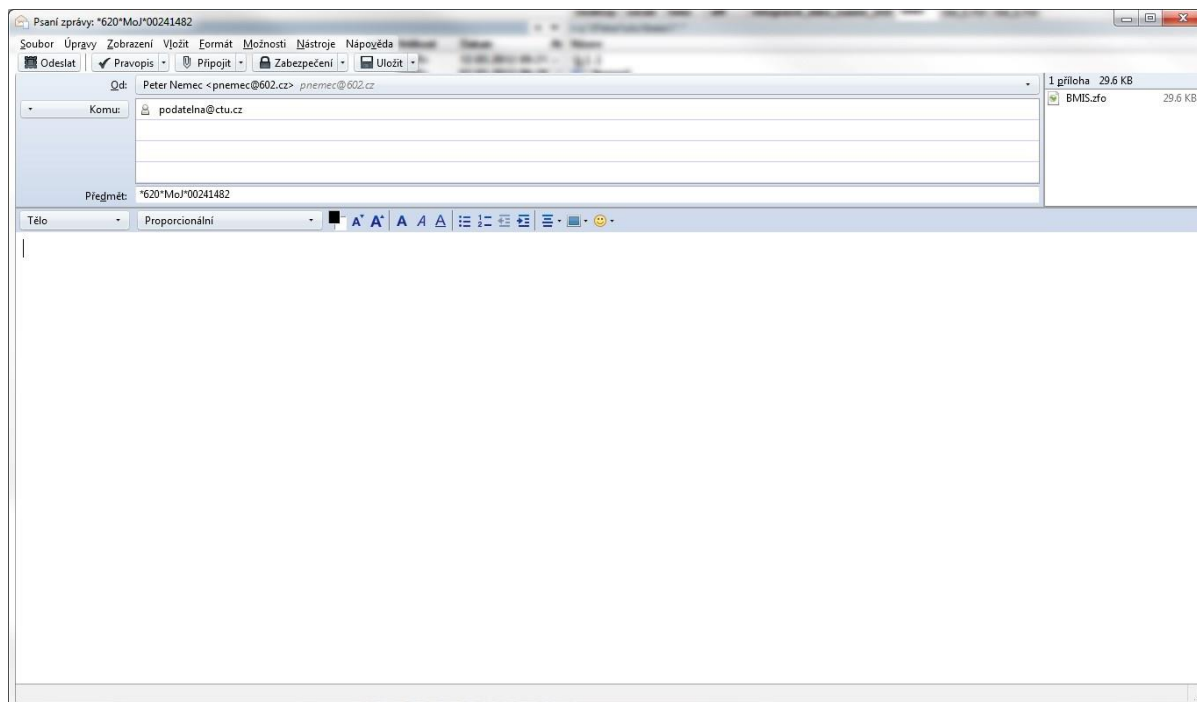 Psaní zprávy: *620*MoJ*00241482
Soubor Úpravy Zobrazení Vložit Formát Možnosti Nástroje Nápověda
Odeslat Pravopis Připojit Zabezpečení Uložit
Od: Peter Nemec <pnemec@602.cz> pnemec@602.cz
1 příloha 29.6 KB
Komu: podatelna@ctu.cz
BMIS.zfo 29.6 KB
Předmět: *620*MoJ*00241482
Tělo Proporcionální